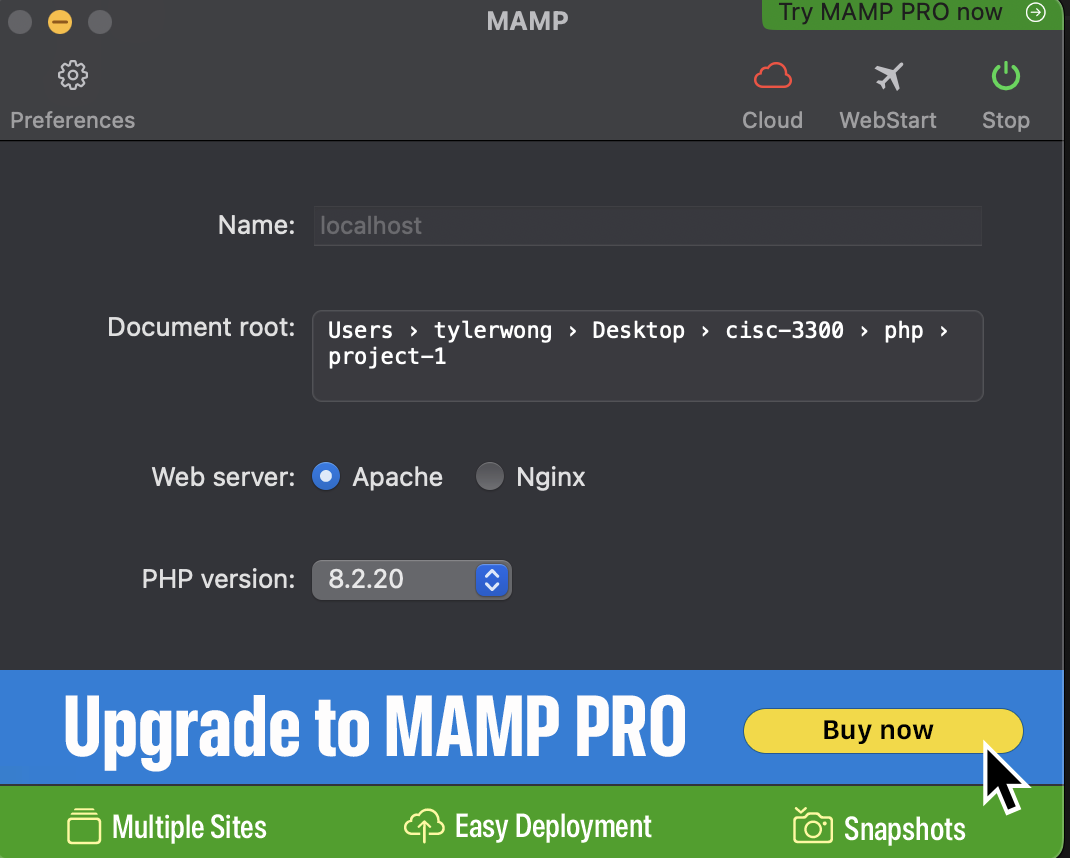 MAMP
Try MAMP PRO now
Preferences
Cloud
WebStart
Stop
Name: localhost
Document root: Users › tylerwong › Desktop › cisc-3300 › php ›
project-1
Web server: Apache Nginx
PHP version: 8.2.20
Upgrade to MAMP PRO
Buy now
Multiple Sites
Easy Deployment
Snapshots